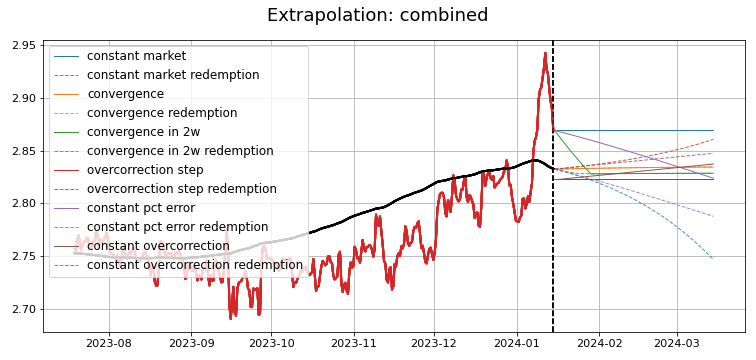 Extrapolation: combined
2.95
2.90
2.85
2.80
2.75
2.70
constant market
constant market redemption
convergence
convergence redemption
convergence in 2w
convergence in 2w redemption
overcorrection step
overcorrection step redemption
constant pct error
constant pct error redemption
constant overcorrection
constant overcorrection redemption
2023-08
2023-09
2023-10
2023-11
2023-12
2024-01
2024-02
2024-03